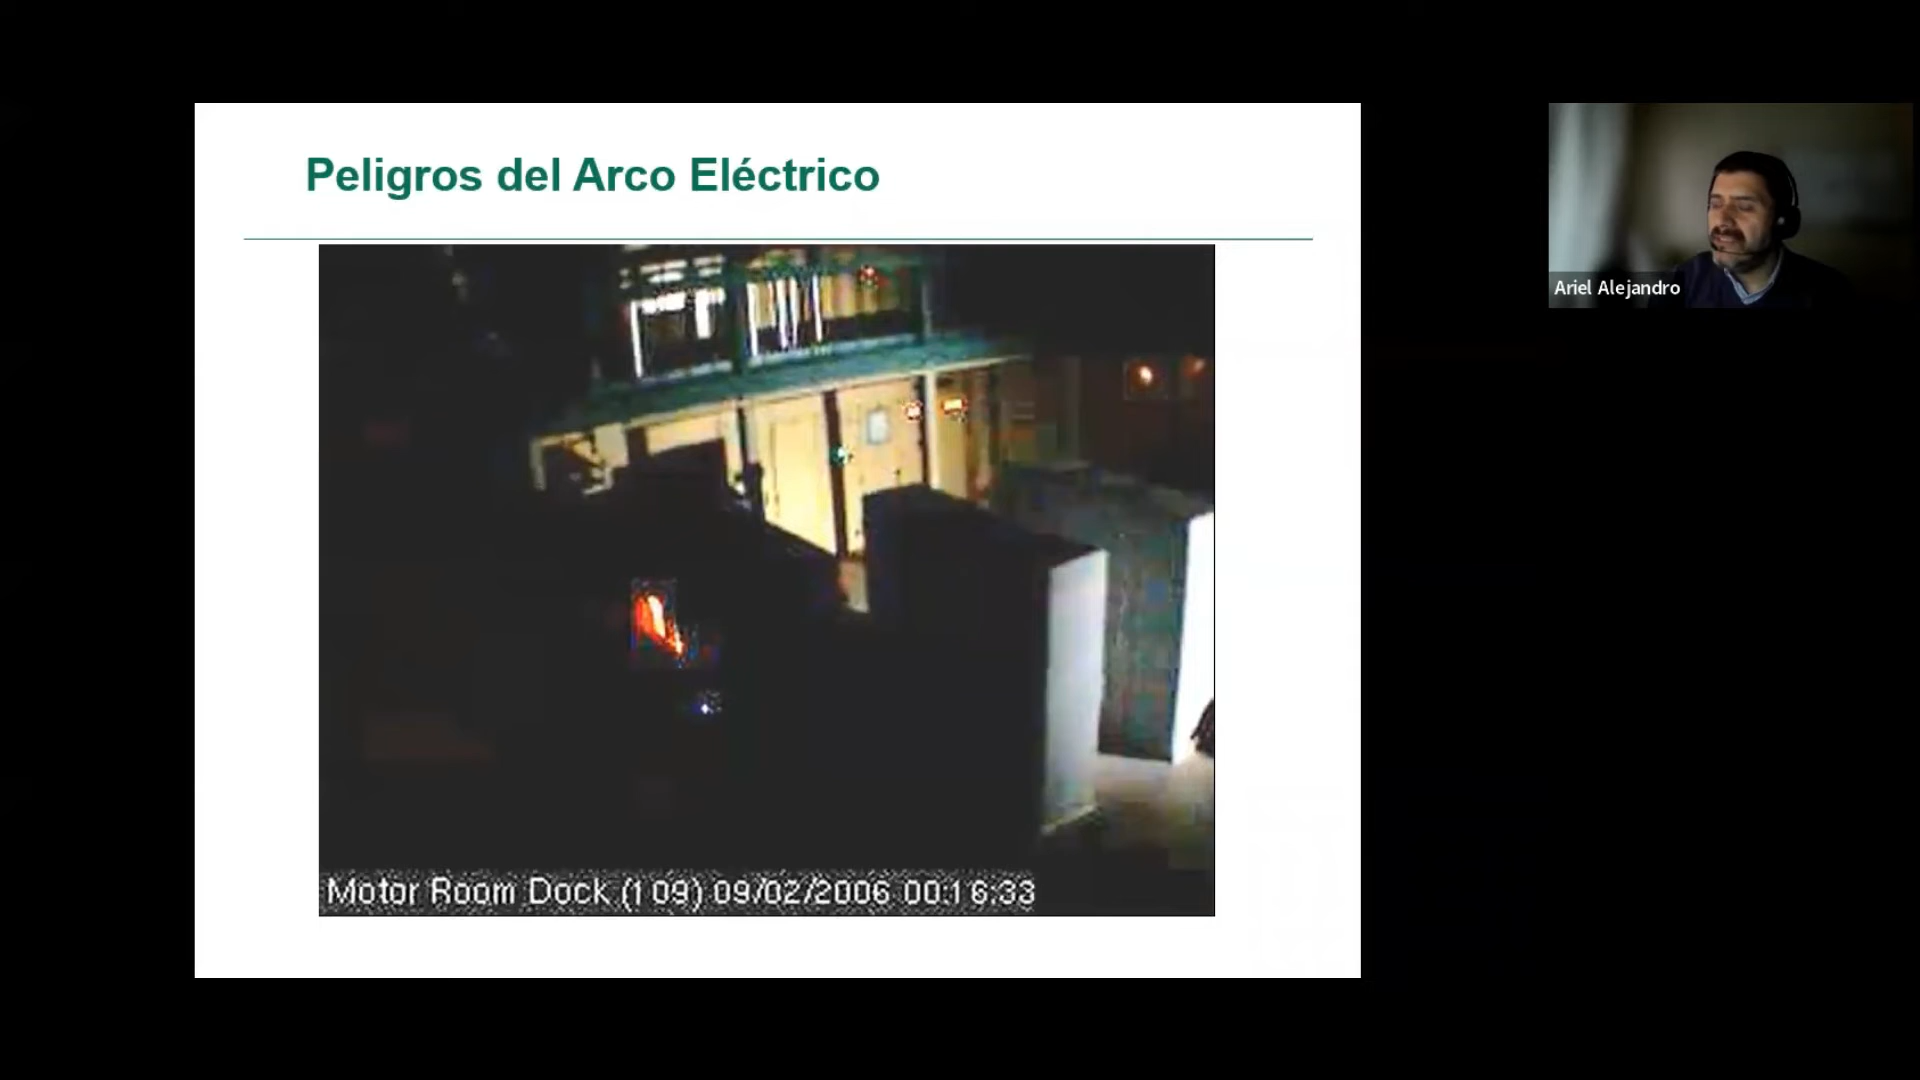 Peligros del Arco Eléctrico
Ariel Alejandro
Motor Room Dock (109) 09/02/2006 00:16:33